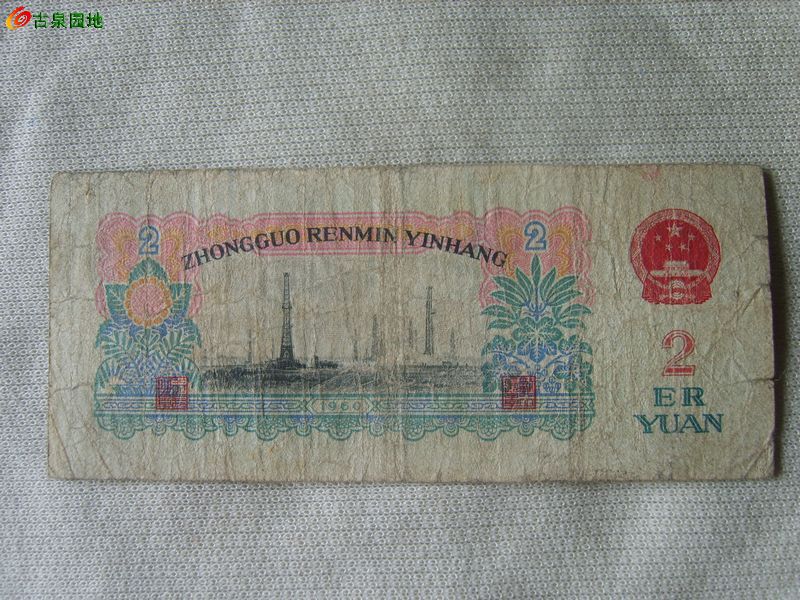 古泉园地
ZHONGGUO RENMIN YINHANG
2 2
2
ER
YUAN
1960